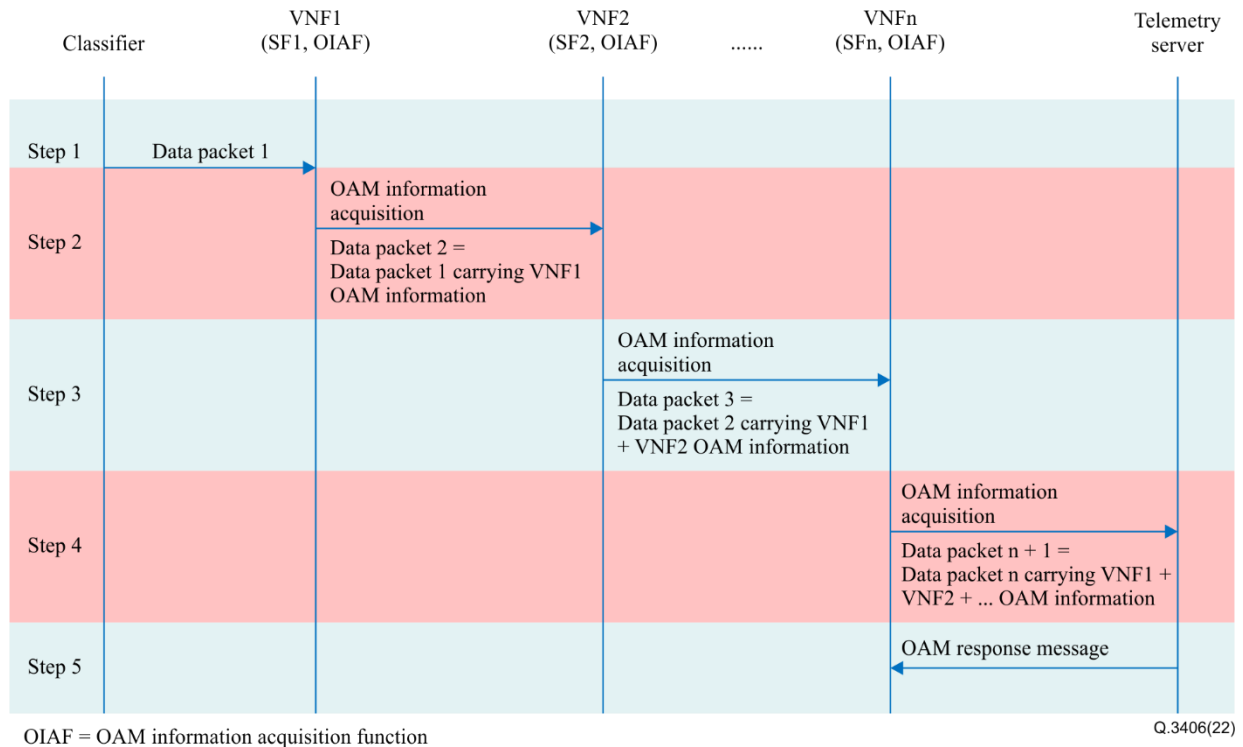 Classifier
VNF1
(SF1, OIAF)
VNF2
(SF2, OIAF)
......
VNFn
(SFn, OIAF)
Telemetry
server
Step 1
Data packet 1
Step 2
OAM information
acquisition
Data packet 2 =
Data packet 1 carrying VNF1
OAM information
Step 3
OAM information
acquisition
Data packet 3 =
Data packet 2 carrying VNF1
+ VNF2 OAM information
Step 4
OAM information
acquisition
Data packet n + 1 =
Data packet n carrying VNF1 +
VNF2 + ... OAM information
Step 5
OAM response message
OIAF = OAM information acquisition function
Q.3406(22)